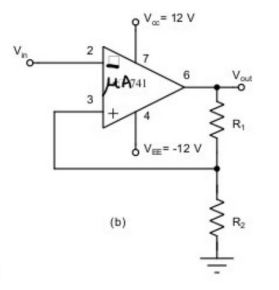 Vcc= 12 V
Vin
2
7
6
Vout
μA741
3
+
4
R1
VEE= -12 V
(b)
R2